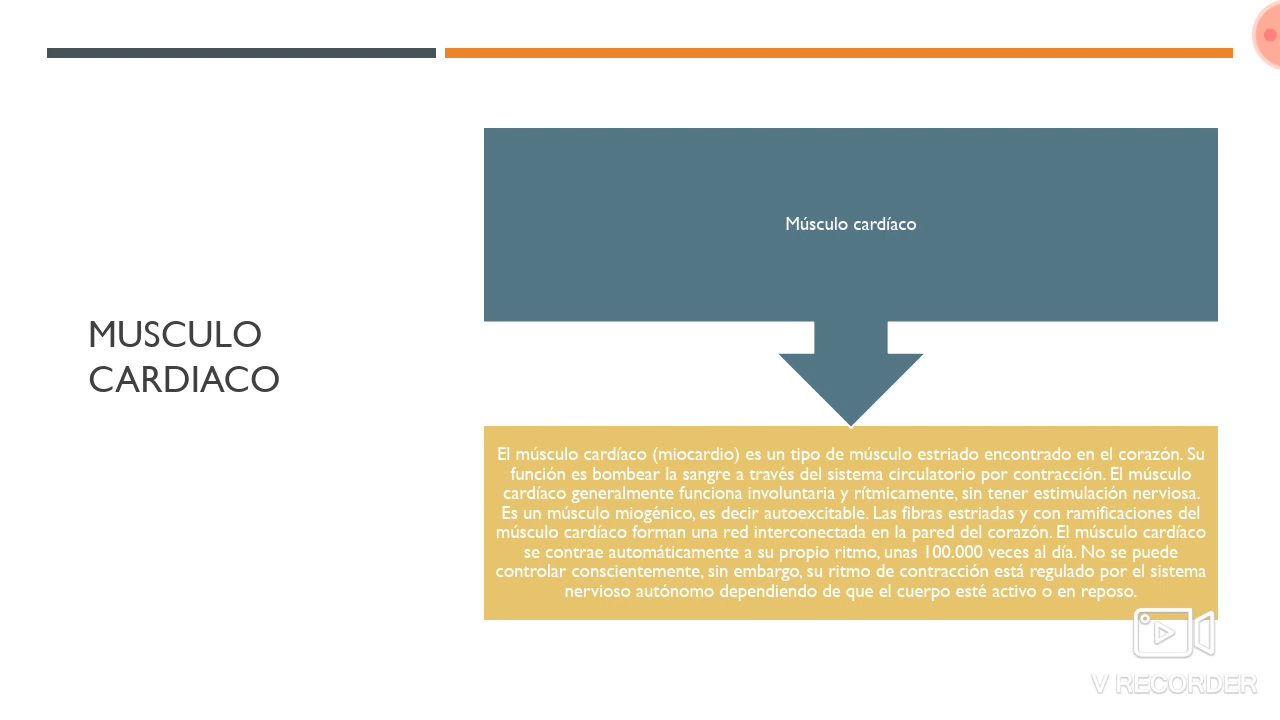 MUSCULO
CARDIACO
Músculo cardíaco
El músculo cardíaco (miocardio) es un tipo de músculo estriado encontrado en el corazón. Su
función es bombear la sangre a través del sistema circulatorio por contracción. El músculo
cardíaco generalmente funciona involuntaria y rítmicamente, sin tener estimulación nerviosa.
Es un músculo miogénico, es decir autoexcitable. Las fibras estriadas y con ramificaciones del
músculo cardíaco forman una red interconectada en la pared del corazón. El músculo cardíaco
se contrae automáticamente a su propio ritmo, unas 100.000 veces al día. No se puede
controlar conscientemente, sin embargo, su ritmo de contracción está regulado por el sistema
nervioso autónomo dependiendo de que el cuerpo esté activo o en reposo.
V RECORDER